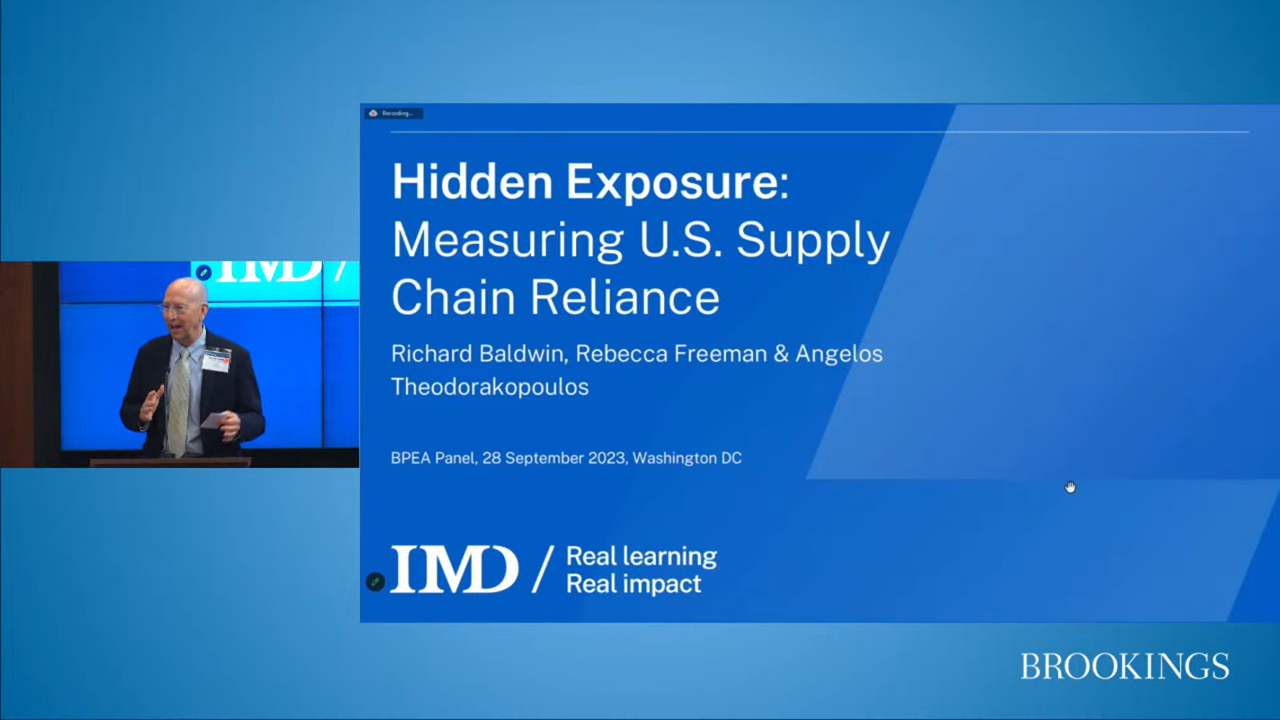 Recording...
Hidden Exposure:
Measuring U.S. Supply
Chain Reliance
Richard Baldwin, Rebecca Freeman & Angelos
Theodorakopoulos
BPEA Panel, 28 September 2023, Washington DC
IMD / Real learning
Real impact
IMD /
BROOKINGS